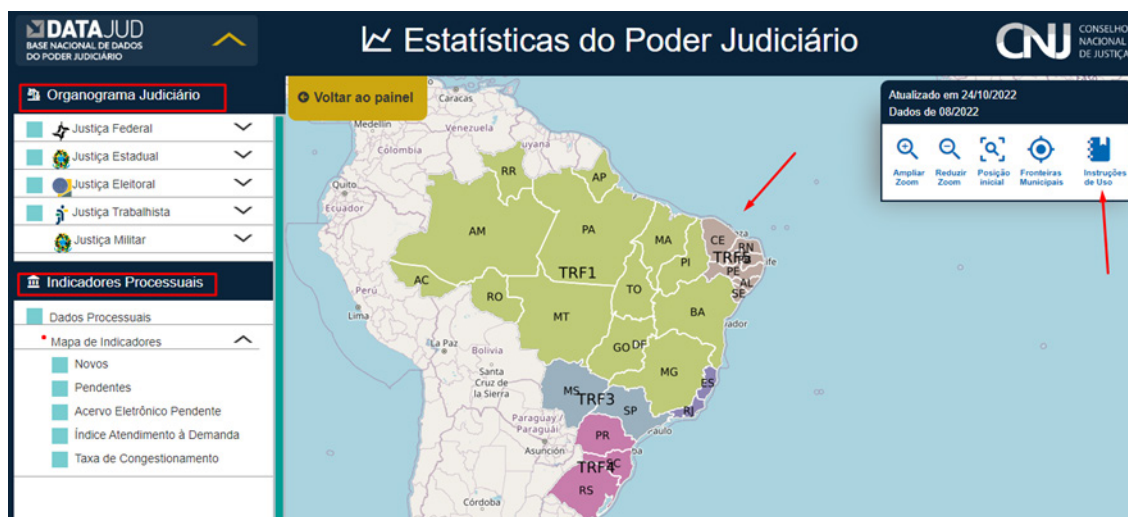 DATAJUD
BASE NACIONAL DE DADOS
DO PODER JUDICIÁRIO
Estatísticas do Poder Judiciário
CNJ
CONSELHO
NACIONAL
DE JUSTIÇA
Organograma Judiciário
Justiça Federal
Justiça Estadual
Justiça Eleitoral
Justiça Trabalhista
Justiça Militar
Indicadores Processuais
Dados Processuais
Mapa de Indicadores
Novos
Pendentes
Acervo Eletrônico Pendente
Índice Atendimento à Demanda
Taxa de Congestionamento
Voltar ao painel
Atualizado em 24/10/2022
Dados de 08/2022
Ampliar
Zoom
Reduzir
Zoom
Posição
inicial
Fronteiras
Municipais
Instruções
de Uso
Caracas
Medellín
Venezuela
Colombia
Quito
Ecuador
Perú
Lima
La Paz
Bolivia
Santa
Cruz de
la Sierra
Paraguay /
Paraguái
Asunción
Córdoba
RR
AP
AM
PA
MA
CE
RN
TRF5
PE
AL
SE
PI
TRF1
AC
RO
TO
MT
BA
GO
DF
MG
ES
MS
TRF3
SP
RJ
PR
TRF4
SC
RS